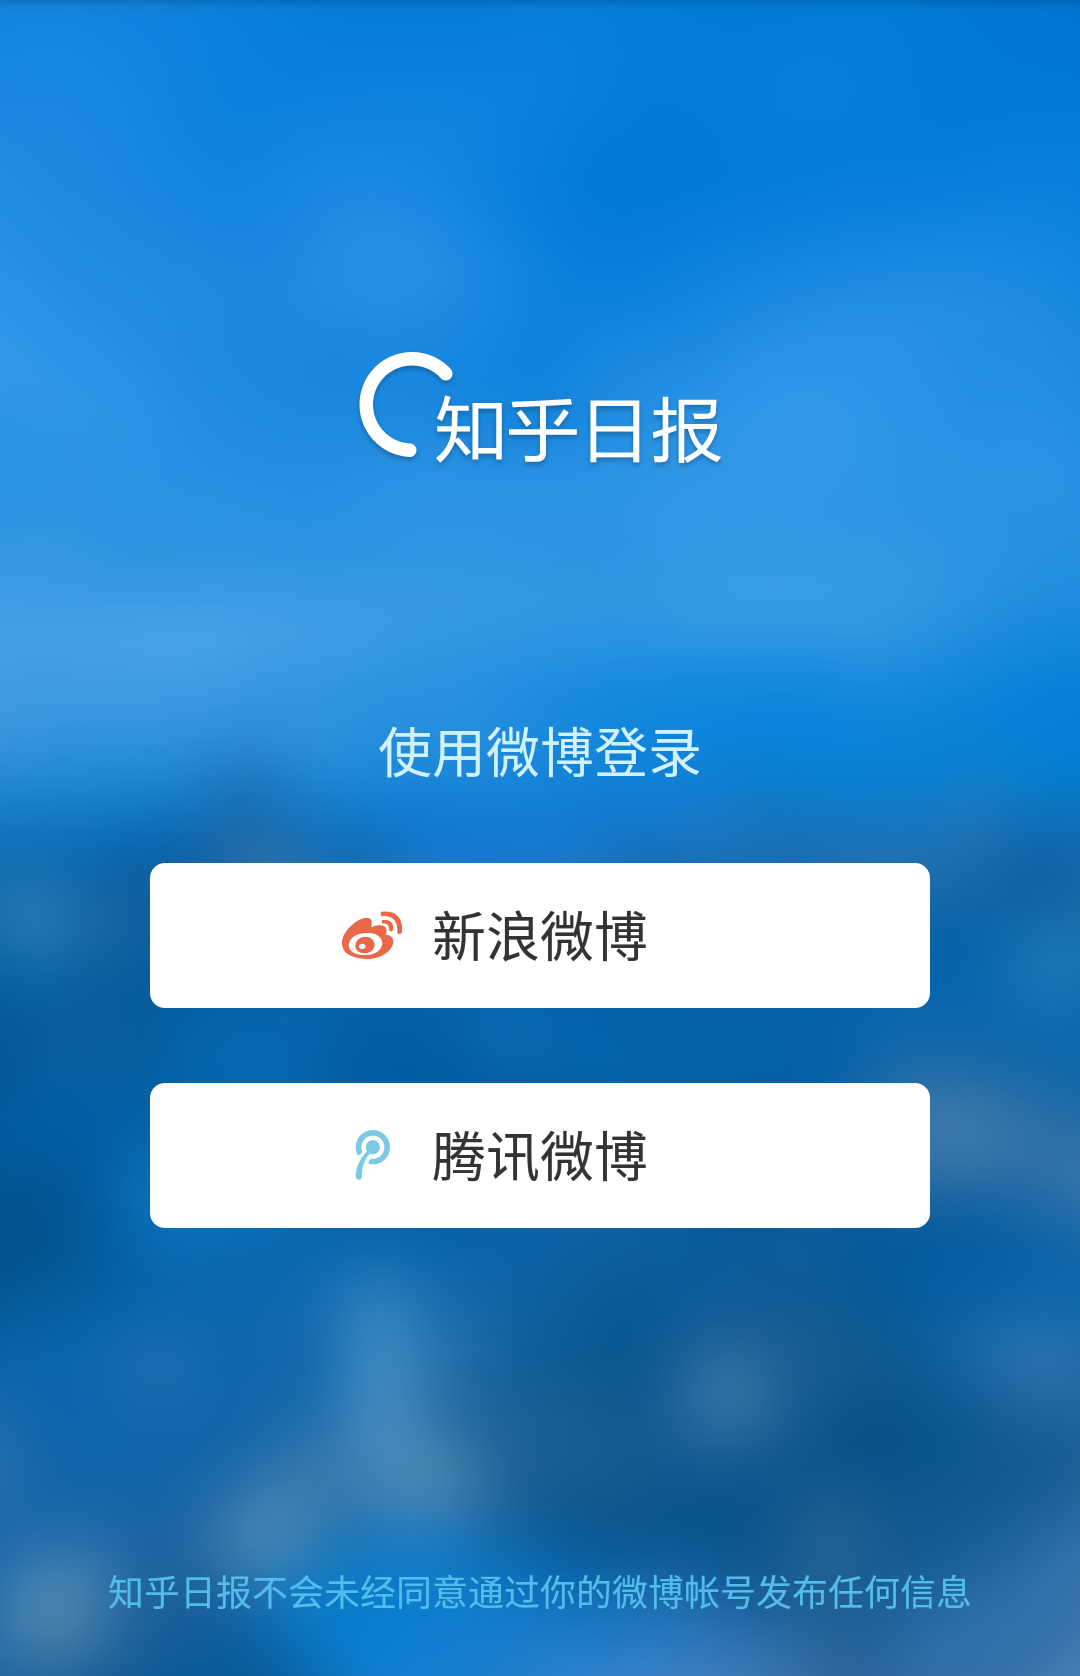 知乎日报
使用微博登录
新浪微博
腾讯微博
知乎日报不会未经同意通过你的微博帐号发布任何信息